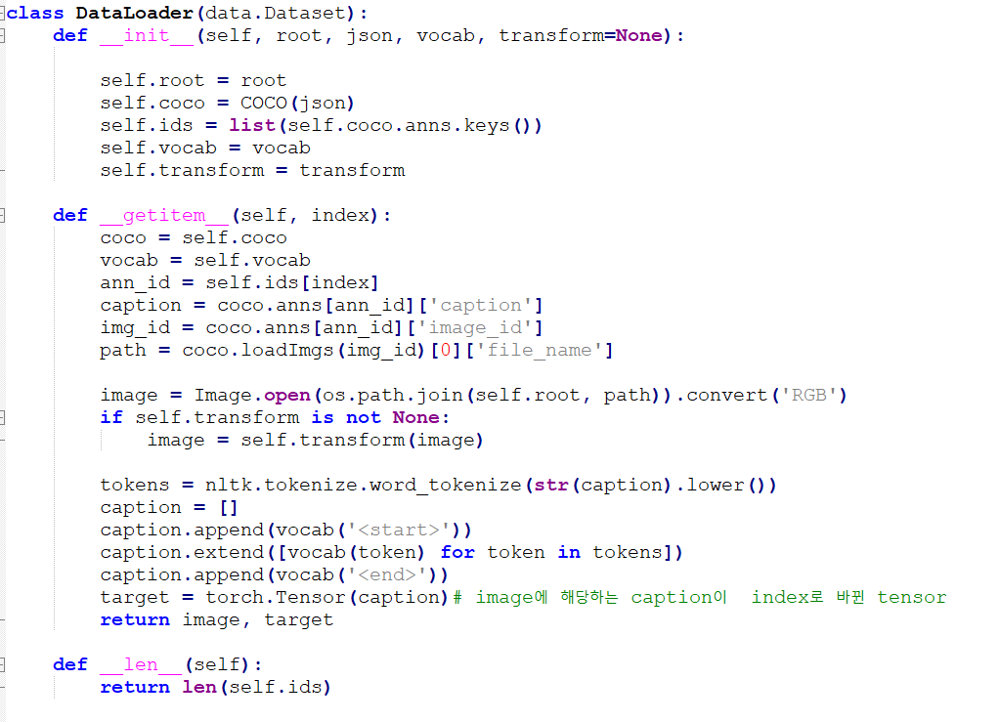 class DataLoader(data.Dataset):
    def __init__(self, root, json, vocab, transform=None):

        self.root = root
        self.coco = COCO(json)
        self.ids = list(self.coco.anns.keys())
        self.vocab = vocab
        self.transform = transform

    def __getitem__(self, index):
        coco = self.coco
        vocab = self.vocab
        ann_id = self.ids[index]
        caption = coco.anns[ann_id]['caption']
        img_id = coco.anns[ann_id]['image_id']
        path = coco.loadImgs(img_id)[0]['file_name']

        image = Image.open(os.path.join(self.root, path)).convert('RGB')
        if self.transform is not None:
            image = self.transform(image)

        tokens = nltk.tokenize.word_tokenize(str(caption).lower())
        caption = []
        caption.append(vocab('<start>'))
        caption.extend([vocab(token) for token in tokens])
        caption.append(vocab('<end>'))
        target = torch.Tensor(caption)# image에 해당하는 caption이  index로 바뀐 tensor
        return image, target

    def __len__(self):
        return len(self.ids)